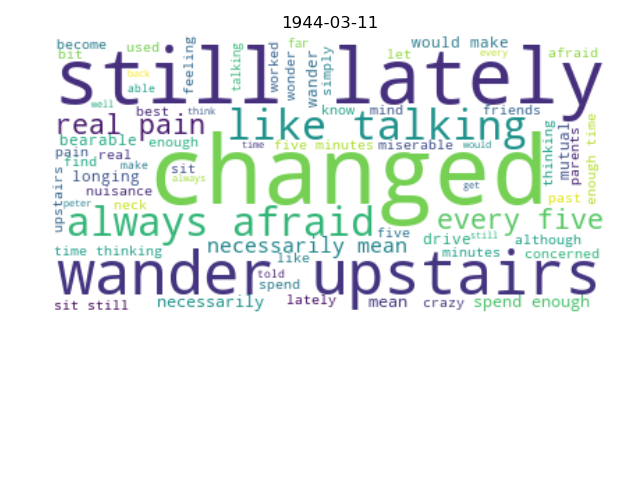 1944-03-11
become used feeling talking worked wonder far wander simply let would make every afraid
bit back able
still lately
well best think know mind friends
real pain like talking
bearable enough time five minutes miserable would thinking mutual parents enough time
pain real find make sit
longing always changed get
upstairs nuisance past
peter neck
always afraid five every five
necessarily mean drive still although
time thinking like minutes concerned
wander upstairs
told spend
sit still necessarily lately mean crazy spend enough